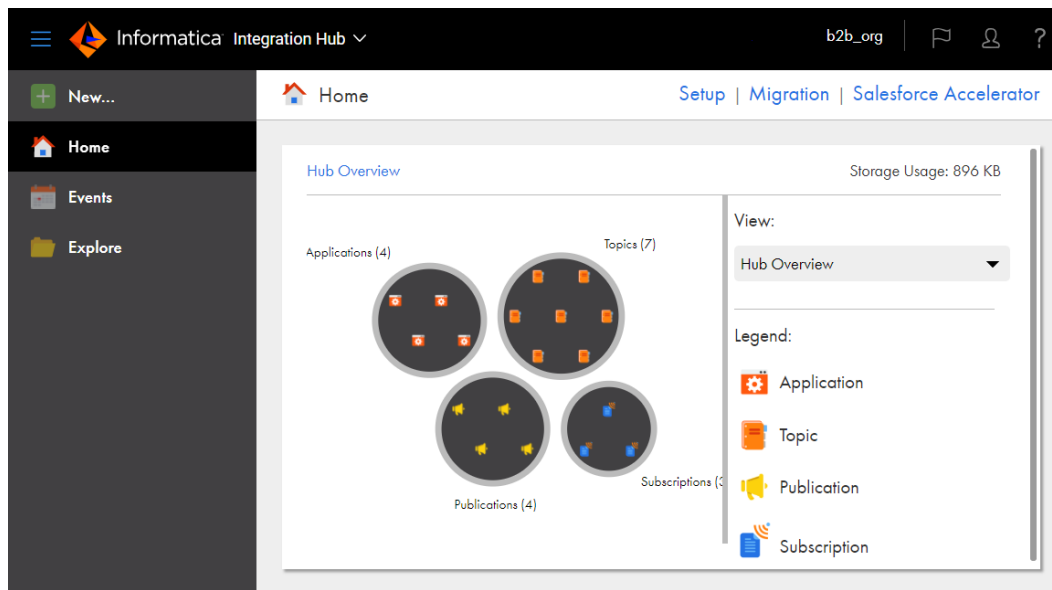 Informatica Integration Hub
b2b_org
?
New...
Home
Events
Explore
Home
Setup | Migration | Salesforce Accelerator
Hub Overview
Storage Usage: 896 KB
Applications (4)
Topics (7)
Publications (4)
Subscriptions (
View:
Hub Overview
Legend:
Application
Topic
Publication
Subscription